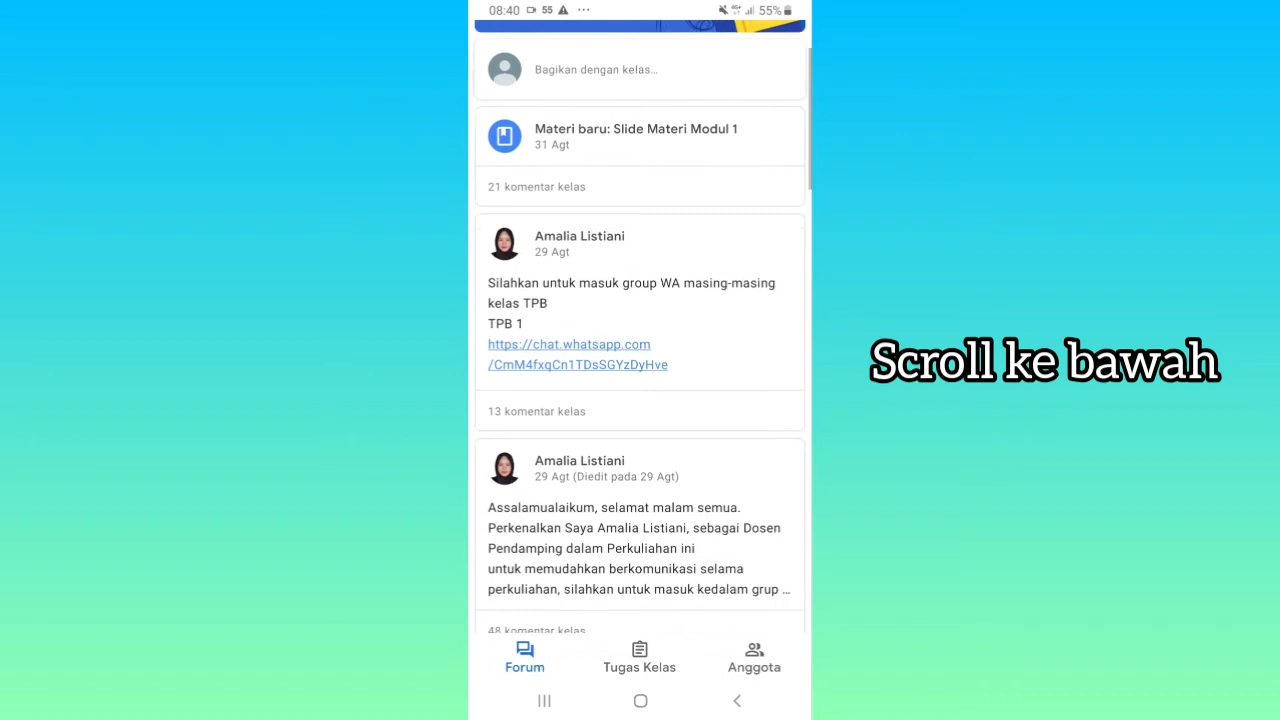 08:40 55 ...
55%
Bagikan dengan kelas...
Materi baru: Slide Materi Modul 1
31 Agt
21 komentar kelas
Amalia Listiani
29 Agt
Silahkan untuk masuk group WA masing-masing
kelas TPB
TPB 1
https://chat.whatsapp.com
/CmM4fxqCn1TDsSGYzDyHve
13 komentar kelas
Amalia Listiani
29 Agt (Diedit pada 29 Agt)
Assalamualaikum, selamat malam semua.
Perkenalkan Saya Amalia Listiani, sebagai Dosen
Pendamping dalam Perkuliahan ini
untuk memudahkan berkomunikasi selama
perkuliahan, silahkan untuk masuk kedalam grup ...
48 komentar kelas
Forum
Tugas Kelas
Anggota
Scroll ke bawah